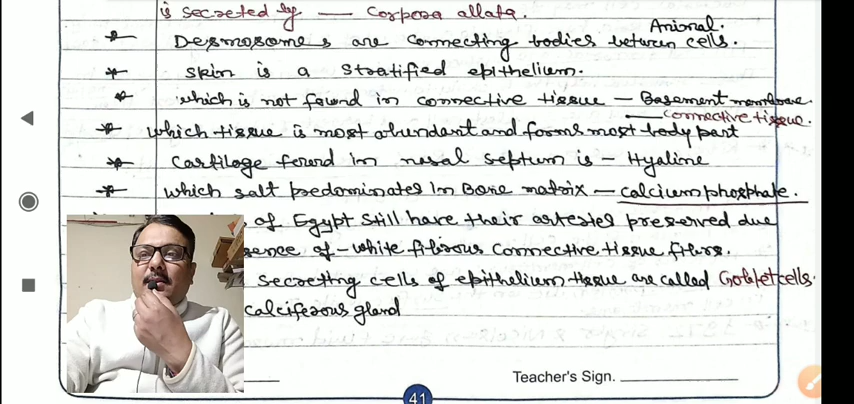 is secreted by — Corpora allata.
Animal.
* Desmosomes are connecting bodies between cells.
* Skin is a stratified epithelium.
* which is not found in connective tissue — Basement membrane.
— connective tissue.
* which tissue is most abundant and forms most body part
* Cartilage found in nasal septum is — Hyaline
* which salt predominates in Bone matrix — calcium phosphate.
of Egypt still have their preserved due
ence of — white fibrous connective tissue fibers.
secretting cells of epithelium tissue are called Goblet cells.
calciferous gland
Teacher's Sign.
41